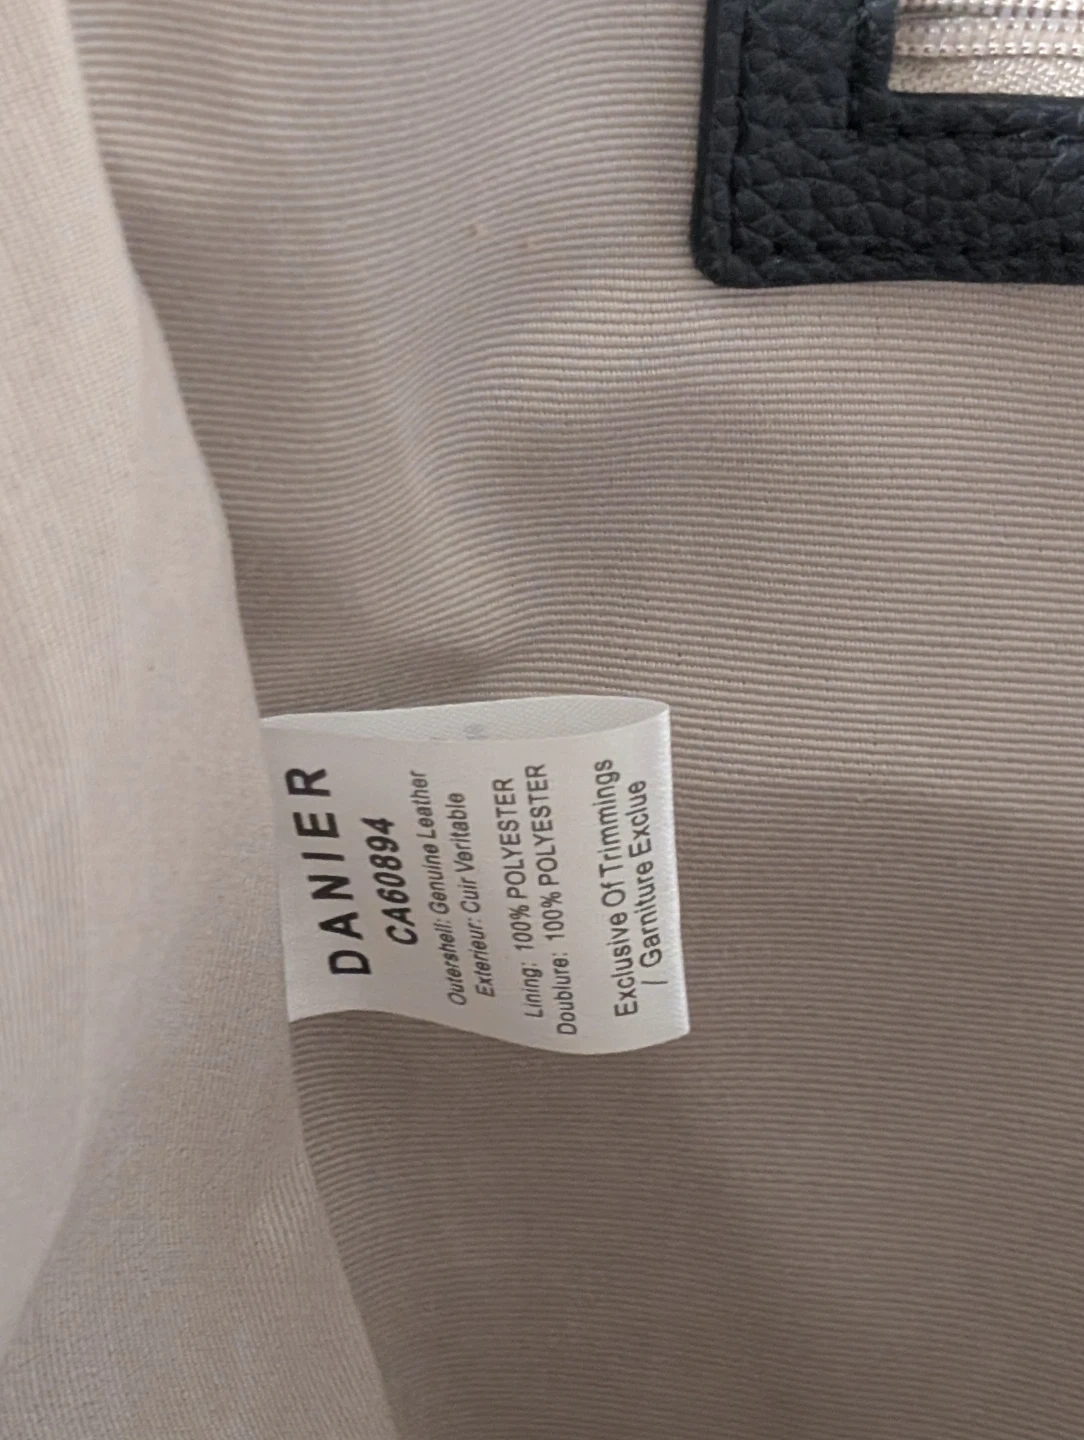 DANIER
CA60894
Outershell: Genuine Leather
Exterieur: Cuir Veritable
Lining: 100% POLYESTER
Doublure: 100% POLYESTER
Exclusive Of Trimmings
/ Garniture Exclue